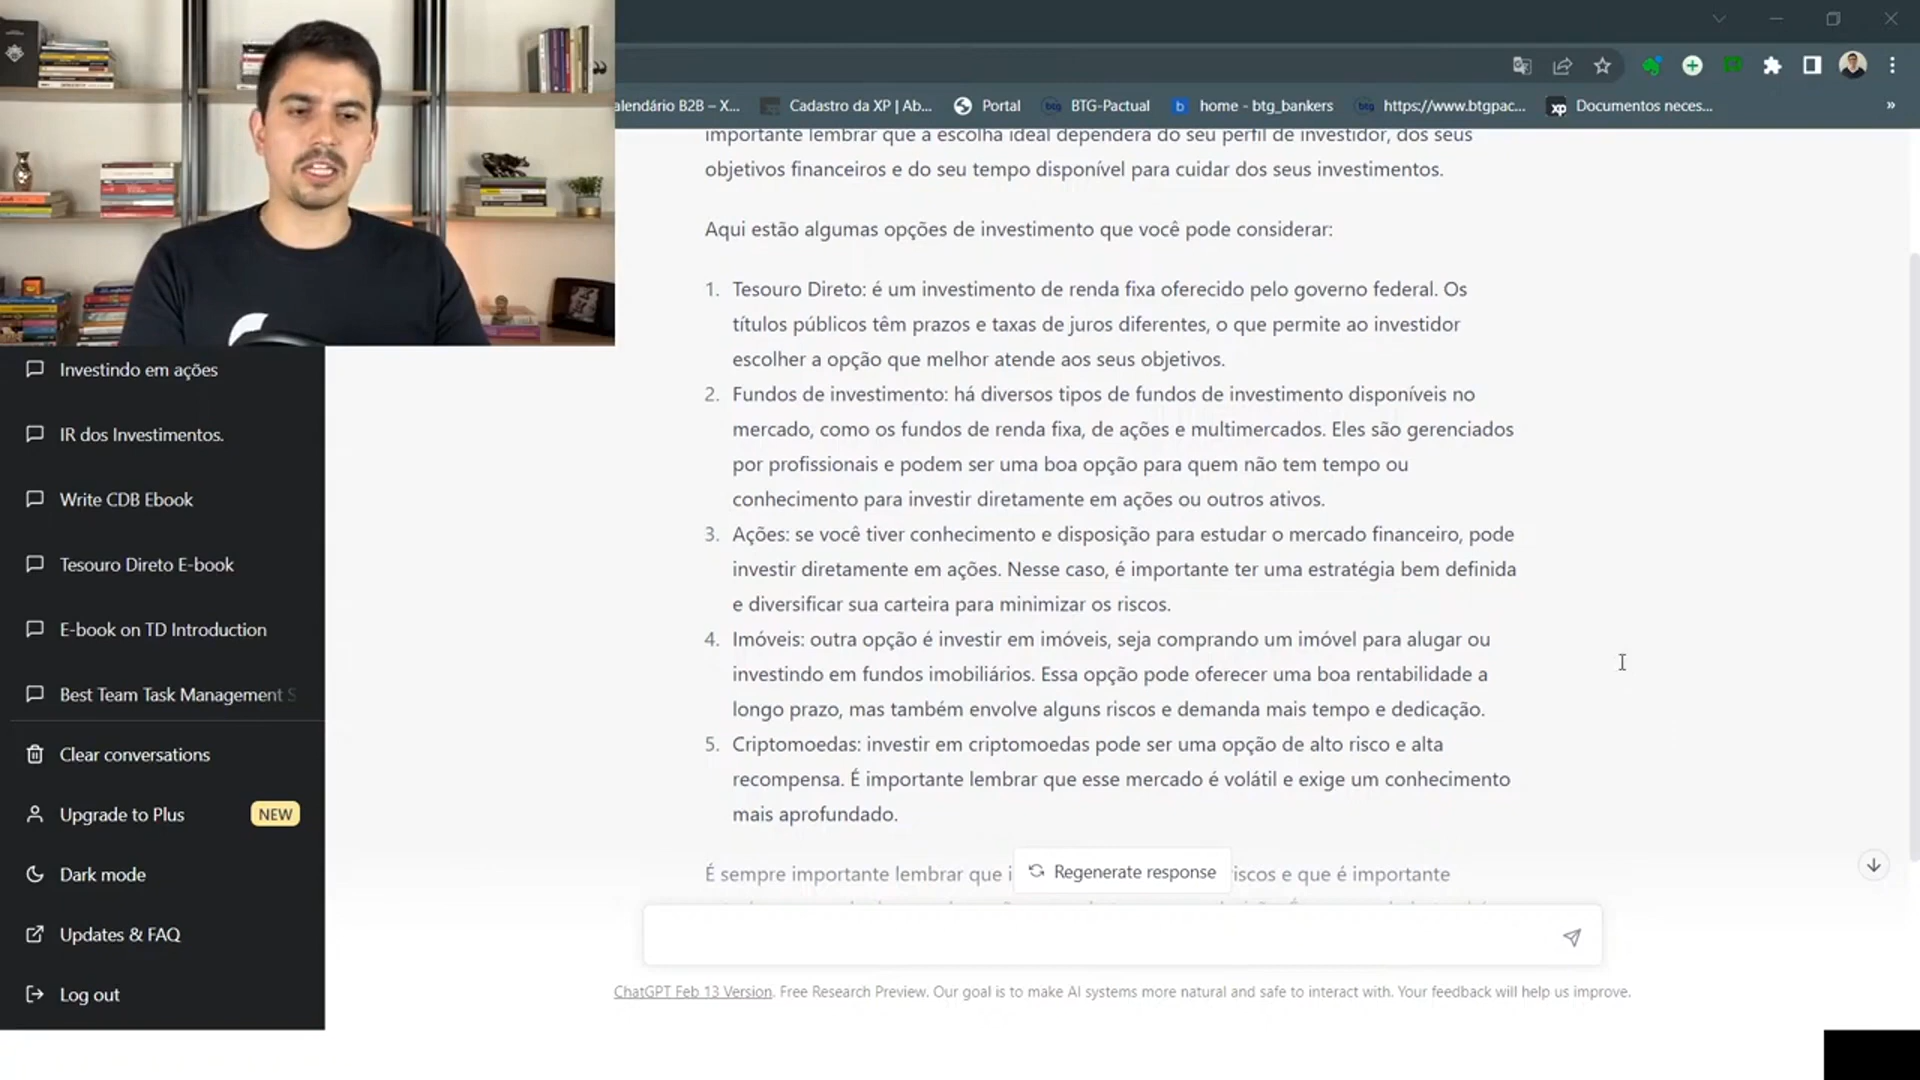 alendário B2B – X...
Cadastro da XP | Ab...
Portal
BTG-Pactual
home - btg_bankers
https://www.btgpac...
Documentos neces...
»
importante lembrar que a escolha ideal dependerá do seu perfil de investidor, dos seus
objetivos financeiros e do seu tempo disponível para cuidar dos seus investimentos.
Aqui estão algumas opções de investimento que você pode considerar:
1. Tesouro Direto: é um investimento de renda fixa oferecido pelo governo federal. Os
títulos públicos têm prazos e taxas de juros diferentes, o que permite ao investidor
escolher a opção que melhor atende aos seus objetivos.
2. Fundos de investimento: há diversos tipos de fundos de investimento disponíveis no
mercado, como os fundos de renda fixa, de ações e multimercados. Eles são gerenciados
por profissionais e podem ser uma boa opção para quem não tem tempo ou
conhecimento para investir diretamente em ações ou outros ativos.
3. Ações: se você tiver conhecimento e disposição para estudar o mercado financeiro, pode
investir diretamente em ações. Nesse caso, é importante ter uma estratégia bem definida
e diversificar sua carteira para minimizar os riscos.
4. Imóveis: outra opção é investir em imóveis, seja comprando um imóvel para alugar ou
investindo em fundos imobiliários. Essa opção pode oferecer uma boa rentabilidade a
longo prazo, mas também envolve alguns riscos e demanda mais tempo e dedicação.
5. Criptomoedas: investir em criptomoedas pode ser uma opção de alto risco e alta
recompensa. É importante lembrar que esse mercado é volátil e exige um conhecimento
mais aprofundado.
É sempre importante lembrar que i
Regenerate response
iscos e que é importante
ChatGPT Feb 13 Version. Free Research Preview. Our goal is to make AI systems more natural and safe to interact with. Your feedback will help us improve.
Investindo em ações
IR dos Investimentos.
Write CDB Ebook
Tesouro Direto E-book
E-book on TD Introduction
Best Team Task Management S
Clear conversations
Upgrade to Plus NEW
Dark mode
Updates & FAQ
Log out